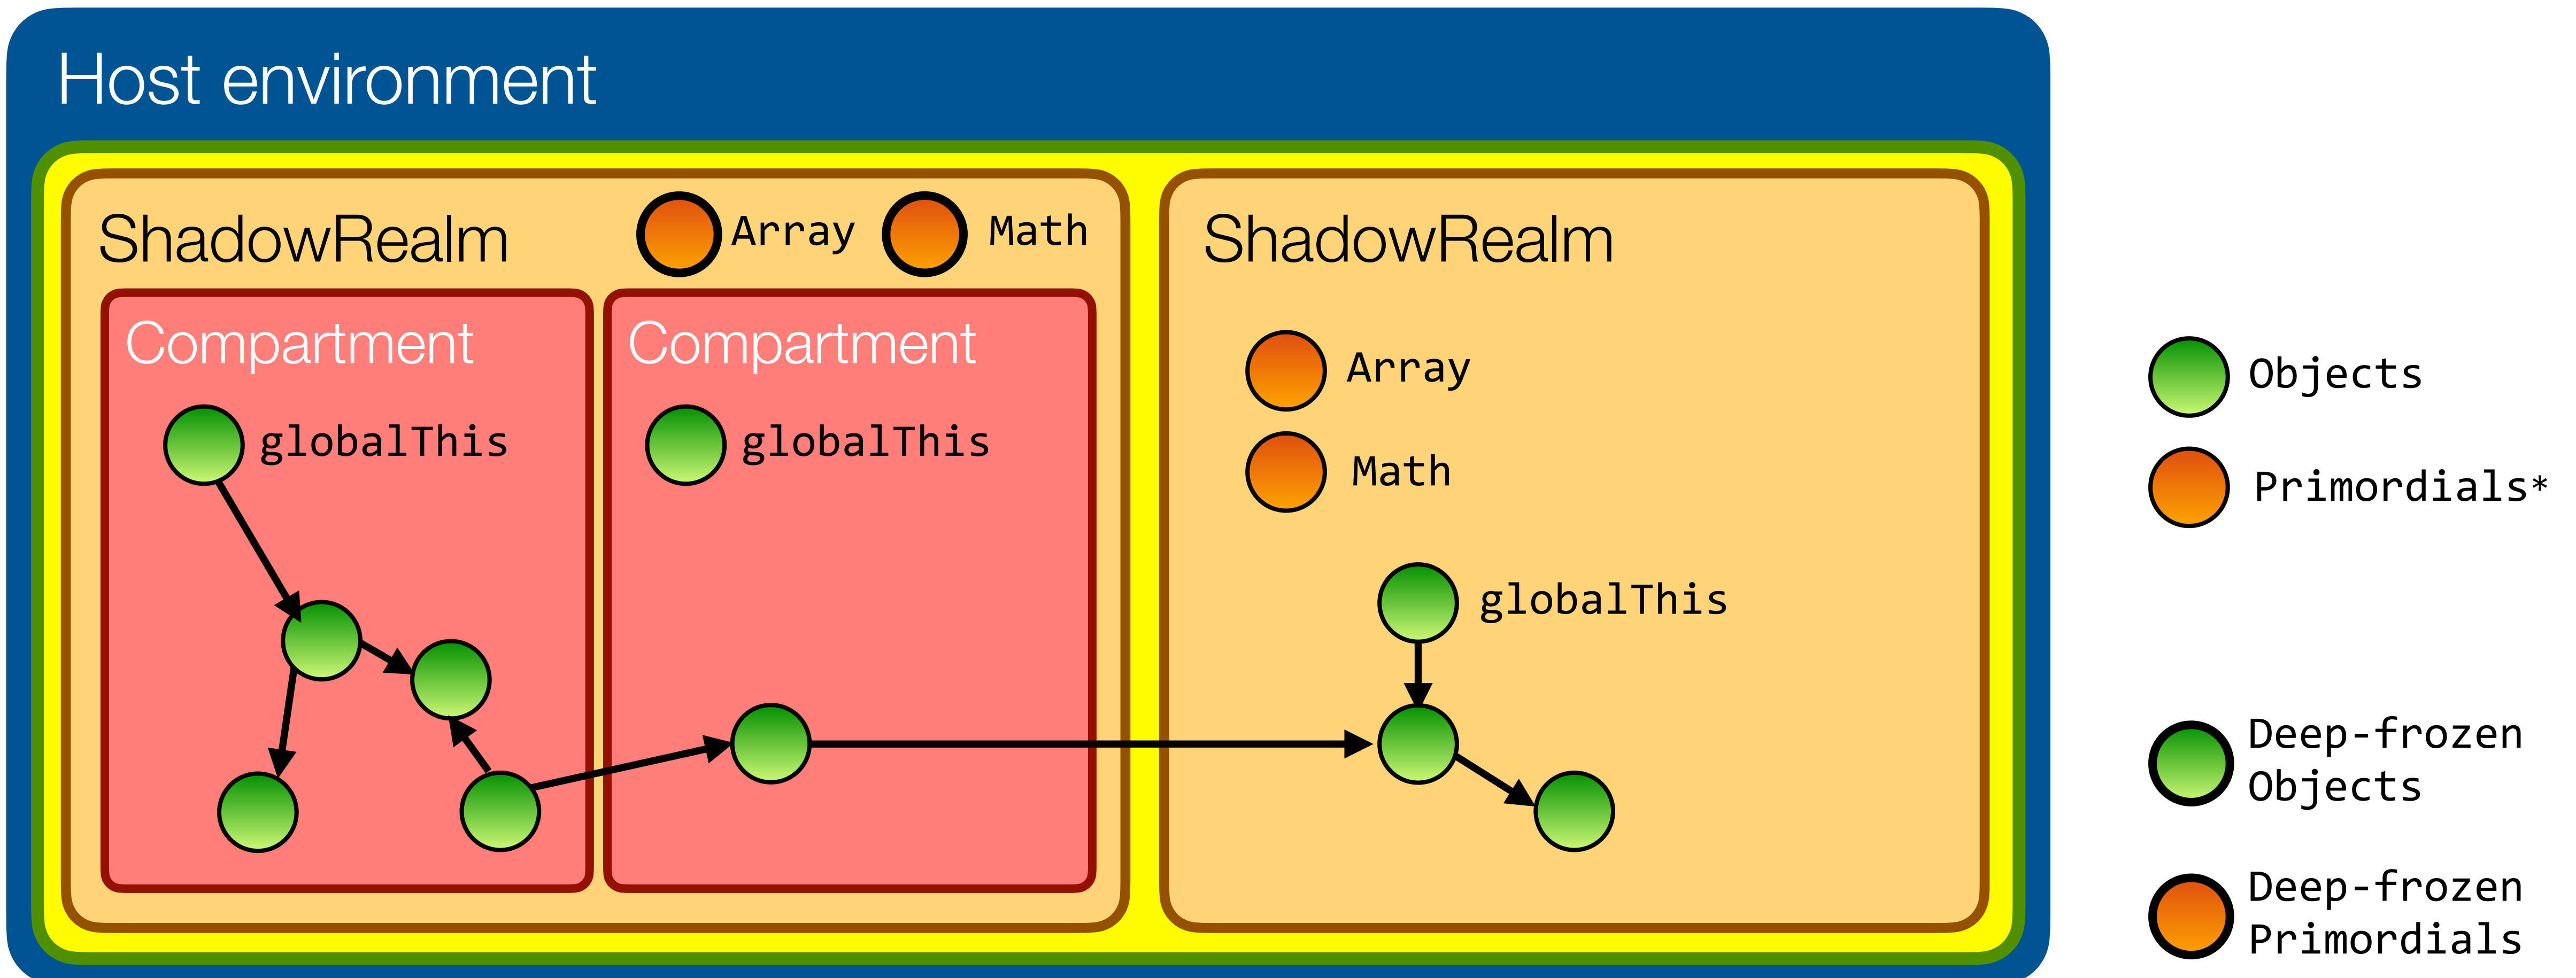 Host environment
ShadowRealm
Array
Math
Compartment
globalThis
Compartment
globalThis
ShadowRealm
Array
Math
globalThis
Objects
Primordials*
Deep-frozen
Objects
Deep-frozen
Primordials